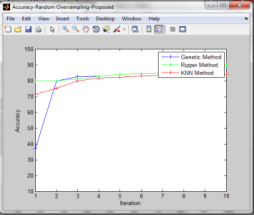 Accuracy-Random Oversampling-Proposed
File Edit View Insert Tools Desktop Window Help
100
90
80
70
60
50
40
30
20
10
Accuracy
Genetic Method
Ripper Method
KNN Method
1 2 3 4 5 6 7 8 9 10
Iteration